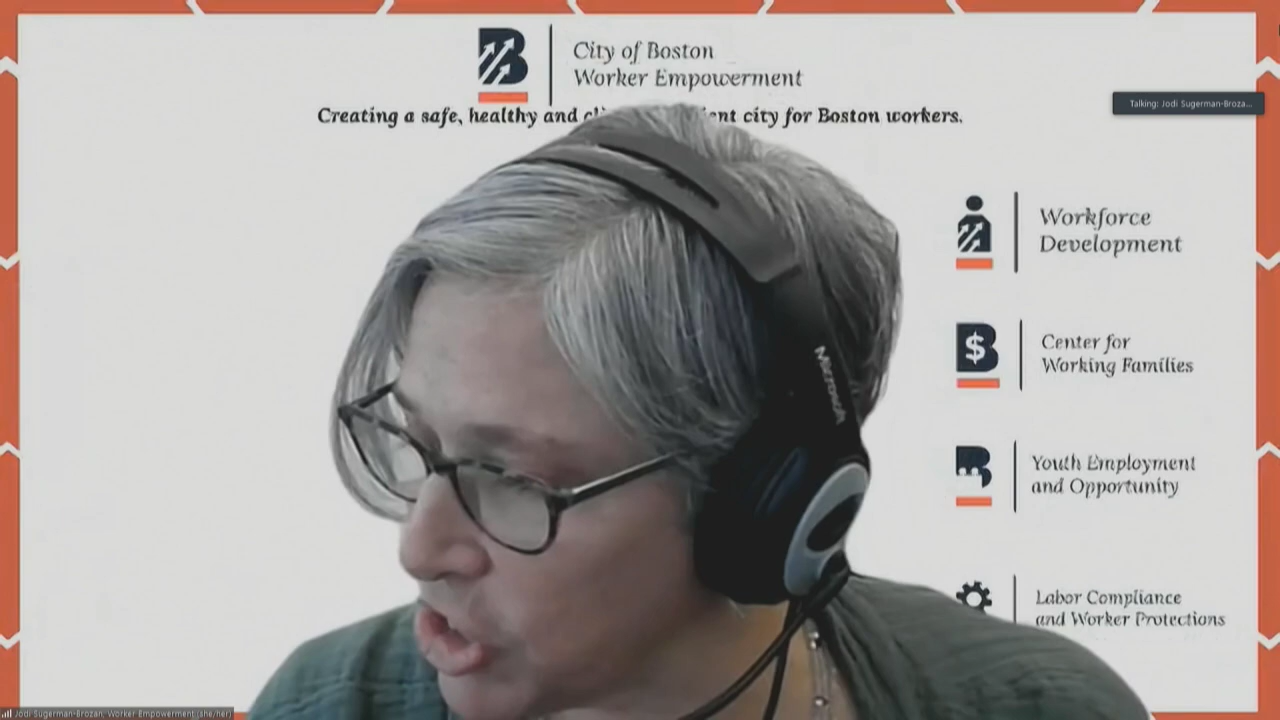 City of Boston
Worker Empowerment
Creating a safe, healthy and city for Boston workers.
Talking: Jodi Sugerman-Broza...
Workforce
Development
Center for
Working Families
Microsoft
Youth Employment
and Opportunity
Labor Compliance
and Worker Protections
Jodi Sugerman-Brozan, Worker Empowerment (she/her)